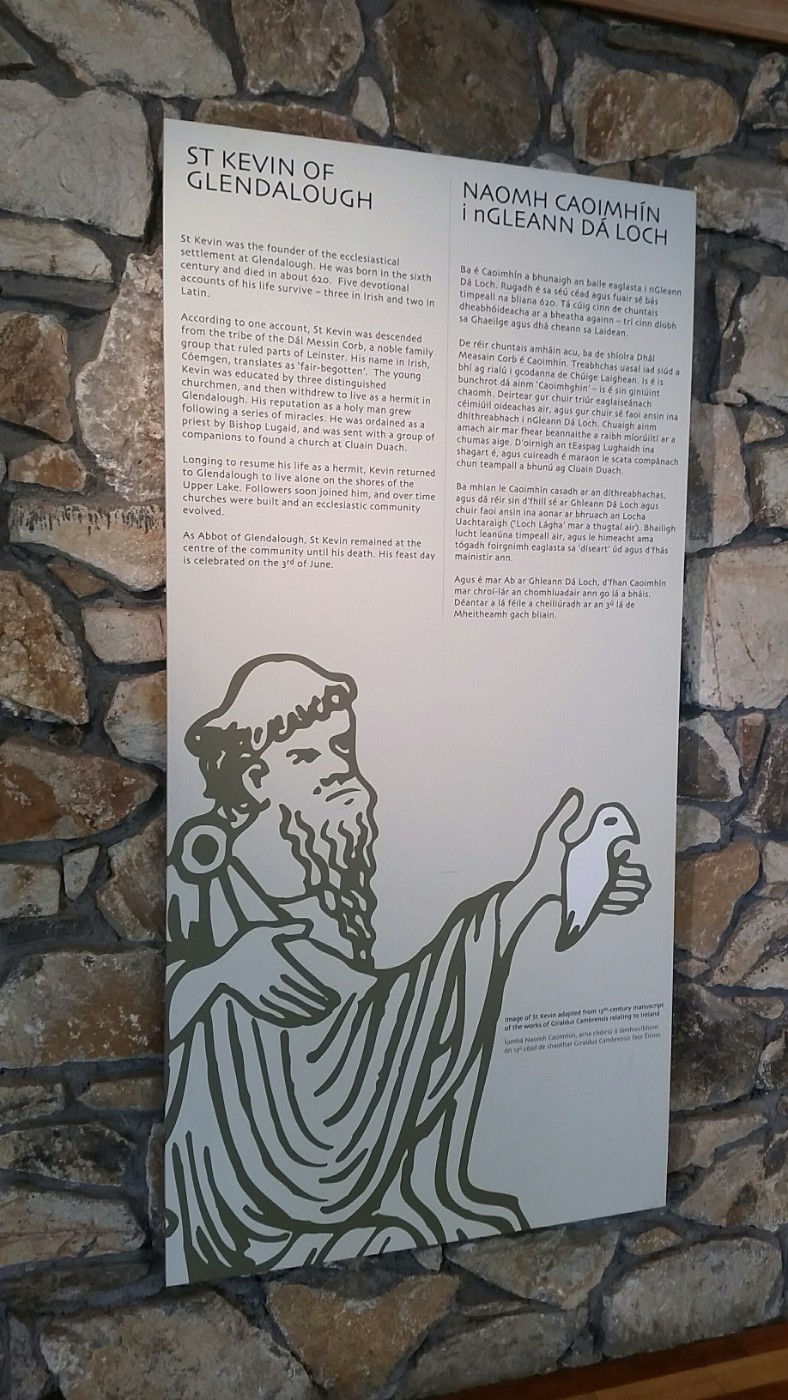 ST KEVIN OF
GLENDALOUGH
St Kevin was the founder of the ecclesiastical
settlement at Glendalough. He was born in the sixth
century and died in about 620. Five devotional
accounts of his life survive – three in Irish and two in
Latin.
According to one account, St Kevin was descended
from the tribe of the Dál Messin Corb, a noble family
group that ruled parts of Leinster. His name in Irish,
Cóemgen, translates as ‘fair-begotten’. The young
Kevin was educated by three distinguished
churchmen, and then withdrew to live as a hermit in
Glendalough. His reputation as a holy man grew
following a series of miracles. He was ordained as a
priest by Bishop Lugaid, and was sent with a group of
companions to found a church at Cluain Duach.
Longing to resume his life as a hermit, Kevin returned
to Glendalough to live alone on the shores of the
Upper Lake. Followers soon joined him, and over time
churches were built and an ecclesiastic community
evolved.
As Abbot of Glendalough, St Kevin remained at the
centre of the community until his death. His feast day
is celebrated on the 3rd of June.
NAOMH CAOIMHÍN
i nGLEANN DÁ LOCH
Ba é Caoimhín a bhunaigh an baile eaglasta i nGleann
Dá Loch. Rugadh é sa séú céad agus fuair sé bás
timpeall na bliana 620. Tá cúig cinn de chuntais
dheabhóideacha ar a bheatha againn – trí cinn díobh
sa Ghaeilge agus dhá cheann sa Laidean.
De réir chuntais amháin acu, ba de shíolra Dhál
Measain Corb é Caoimhín. Treabhchas uasal iad siúd a
bhí ag rialú i gcodanna de Chúige Laighean. Is é is
bunchrot dá ainm ‘Caoimhghin’ – is é sin giniúint
chaomh. Deirtear gur chuir triúr eaglaiseánach
céimiúil oideachas air, agus gur chuir sé faoi ansin ina
dhíthreabhach i nGleann Dá Loch. Chuaigh ainm
amach air mar fhear beannaithe a raibh míorúiltí ar a
chumas aige. D’oirnigh an tEaspag Lughaidh ina
shagart é, agus cuireadh é maraon le scata compánach
chun teampall a bhunú ag Cluain Duach.
Ba mhian le Caoimhín casadh ar an díthreabhachas,
agus dá réir sin d’fhill sé ar Ghleann Dá Loch agus
chuir faoi ansin ina aonar ar bhruach an Locha
Uachtaraigh (‘Loch Lágha’ mar a thugtaí air). Bhailigh
lucht leanúna timpeall air, agus le himeacht ama
tógadh foirgnimh eaglasta sa ‘díseart’ úd agus d’fhás
mainistir ann.
Agus é mar Ab ar Ghleann Dá Loch, d’fhan Caoimhín
mar chroí-lár an chomhluadair ann go lá a bháis.
Déantar a lá féile a cheiliúradh ar an 3ú lá de
Mheitheamh gach bliain.
Image of St Kevin adapted from 13th-century manuscript
of the works of Giraldus Cambrensis relating to Ireland
Íomhá Naomh Caoimhín, arna chóiriú ó lámhscríbhinn
ón 13ú céad de shaothar Giraldus Cambrensis faoi Éirinn